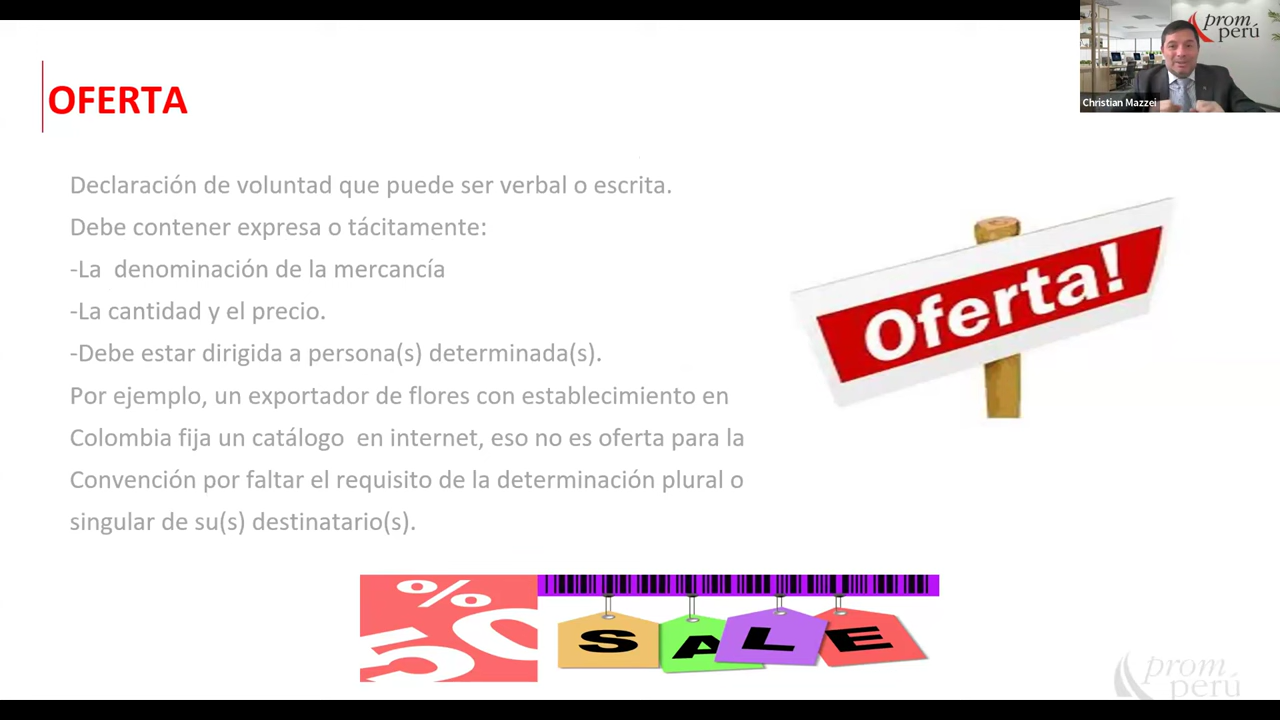 prom
perú
Christian Mazzei
OFERTA
Declaración de voluntad que puede ser verbal o escrita.
Debe contener expresa o tácitamente:
-La denominación de la mercancía
-La cantidad y el precio.
-Debe estar dirigida a persona(s) determinada(s).
Por ejemplo, un exportador de flores con establecimiento en
Colombia fija un catálogo en internet, eso no es oferta para la
Convención por faltar el requisito de la determinación plural o
singular de su(s) destinatario(s).
Oferta!
%
50
SALE
prom
perú